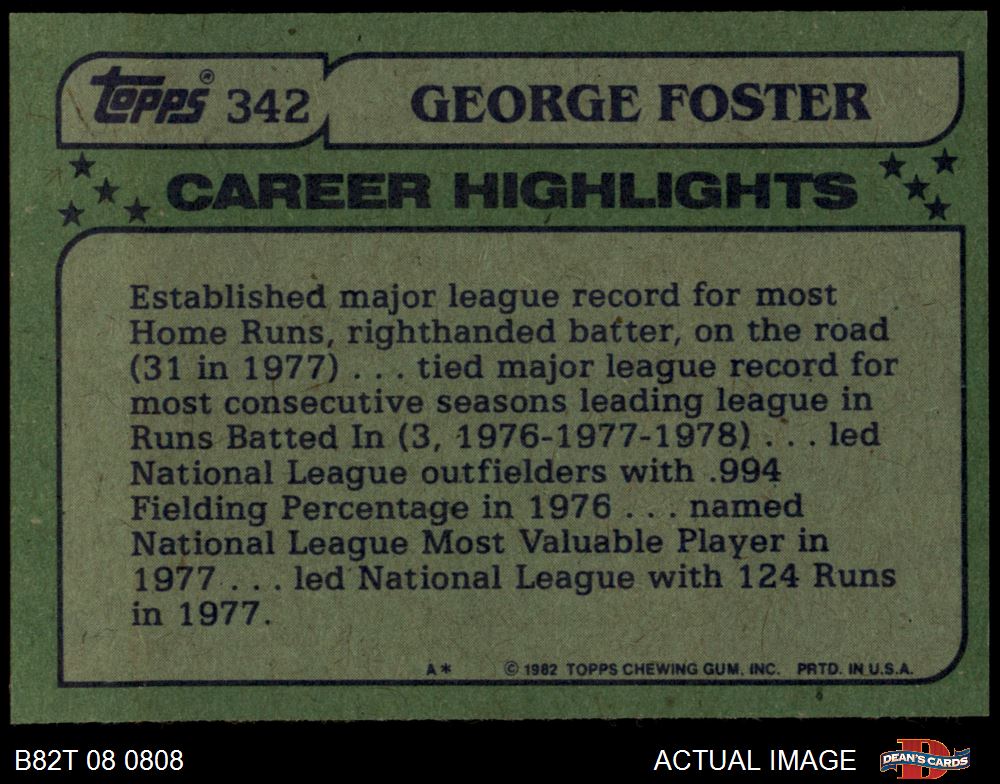 Topps® 342 GEORGE FOSTER
CAREER HIGHLIGHTS
Established major league record for most
Home Runs, righthanded batter, on the road
(31 in 1977) . . . tied major league record for
most consecutive seasons leading league in
Runs Batted In (3, 1976-1977-1978) . . . led
National League outfielders with .994
Fielding Percentage in 1976 . . . named
National League Most Valuable Player in
1977 . . . led National League with 124 Runs
in 1977.
A* © 1982 TOPPS CHEWING GUM, INC. PRTD. IN U.S.A.
B82T 08 0808 ACTUAL IMAGE DEAN'S CARDS